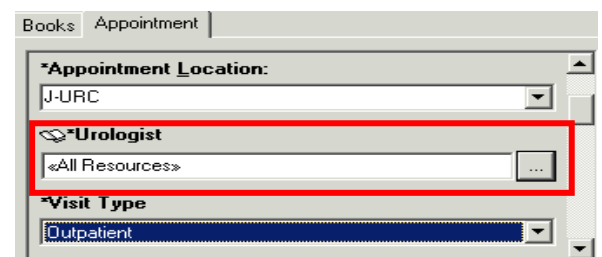 Books Appointment
*Appointment Location:
J-URC
*Urologist
«All Resources»
...
*Visit Type
Outpatient